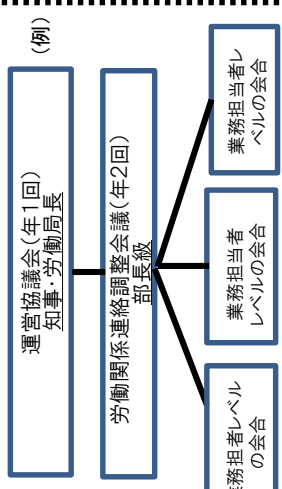 (例)
運営協議会(年1回)
知事・労働局長
労働関係連絡調整会議(年2回)
部長級
業務担者レベル
の会合
業務担当者
レベルの会合
業務担当者レ
ベルの会合